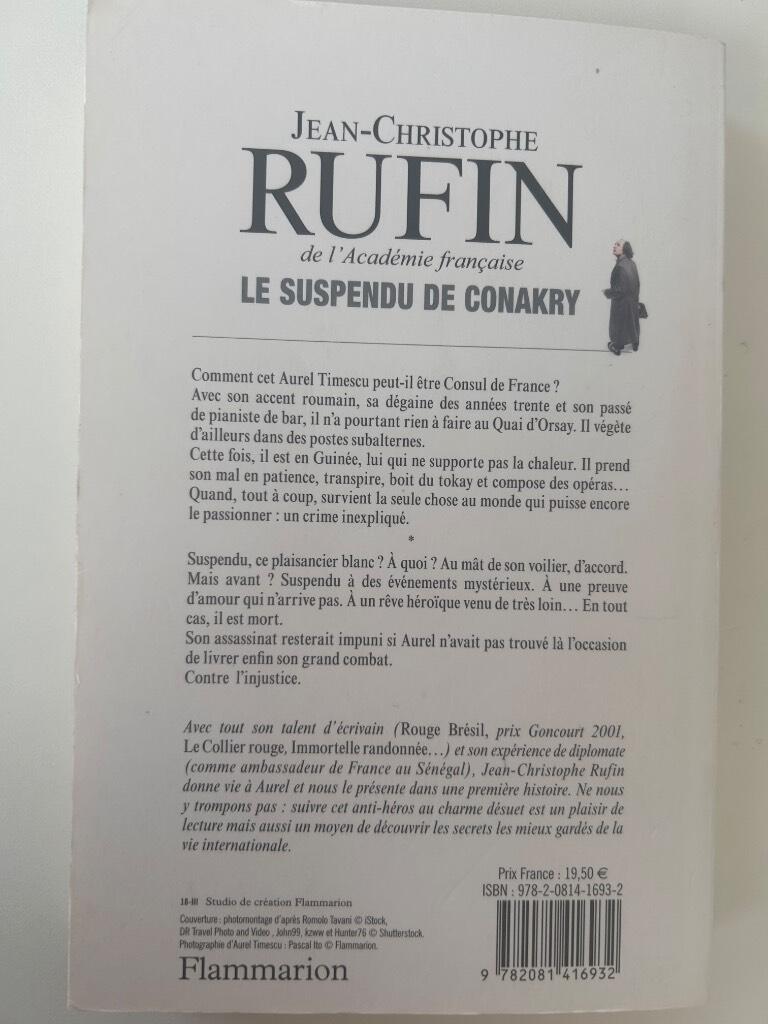 JEAN-CHRISTOPHE
RUFIN
de l'Académie française
LE SUSPENDU DE CONAKRY
Comment cet Aurel Timescu peut-il être Consul de France ?
Avec son accent roumain, sa dégaine des années trente et son passé
de pianiste de bar, il n'a pourtant rien à faire au Quai d'Orsay. Il végète
d'ailleurs dans des postes subalternes.
Cette fois, il est en Guinée, lui qui ne supporte pas la chaleur. Il prend
son mal en patience, transpire, boit du tokay et compose des opéras…
Quand, tout à coup, survient la seule chose au monde qui puisse encore
le passionner : un crime inexpliqué.
*
Suspendu, ce plaisancier blanc ? À quoi ? Au mât de son voilier, d'accord.
Mais avant ? Suspendu à des événements mystérieux. À une preuve
d'amour qui n'arrive pas. À un rêve héroïque venu de très loin… En tout
cas, il est mort.
Son assassinat resterait impuni si Aurel n'avait pas trouvé là l'occasion
de livrer enfin son grand combat.
Contre l'injustice.
Avec tout son talent d'écrivain (Rouge Brésil, prix Goncourt 2001,
Le Collier rouge, Immortelle randonnée…) et son expérience de diplomate
(comme ambassadeur de France au Sénégal), Jean-Christophe Rufin
donne vie à Aurel et nous le présente dans une première histoire. Ne nous
y trompons pas : suivre cet anti-héros au charme désuet est un plaisir de
lecture mais aussi un moyen de découvrir les secrets les mieux gardés de la
vie internationale.
Prix France : 19,50 €
ISBN : 978-2-0814-1693-2
18-III Studio de création Flammarion
Couverture : photomontage d'après Romolo Tavani © iStock,
DR Travel Photo and Video , John99, kzww et Hunter76 © Shutterstock.
Photographie d'Aurel Timescu : Pascal Ito © Flammarion.
Flammarion
9 782081 416932